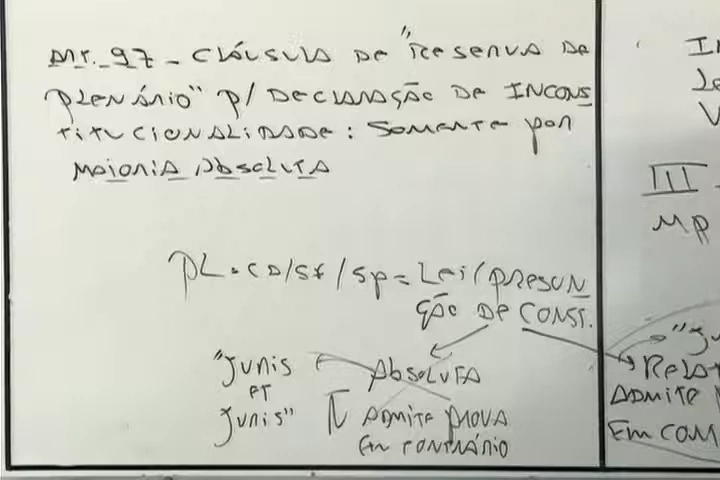 Art. 97 - CLÁUSULA DE "RESERVA DE
PLENÁRIO" p/ DECLARAÇÃO DE INCONS
TITUCIONALIDADE: SOMENTE POR
MAIORIA ABSOLUTA
PL. CD/SF/SP = LEI/PRESUN
ÇÃO DE CONST.
"JURIS
ET
JURIS"
ABSOLUTA
Ñ ADMITE PROVA
EM CONTRÁRIO
III -
MP
"JU
RELAT
ADMITE
EM CON